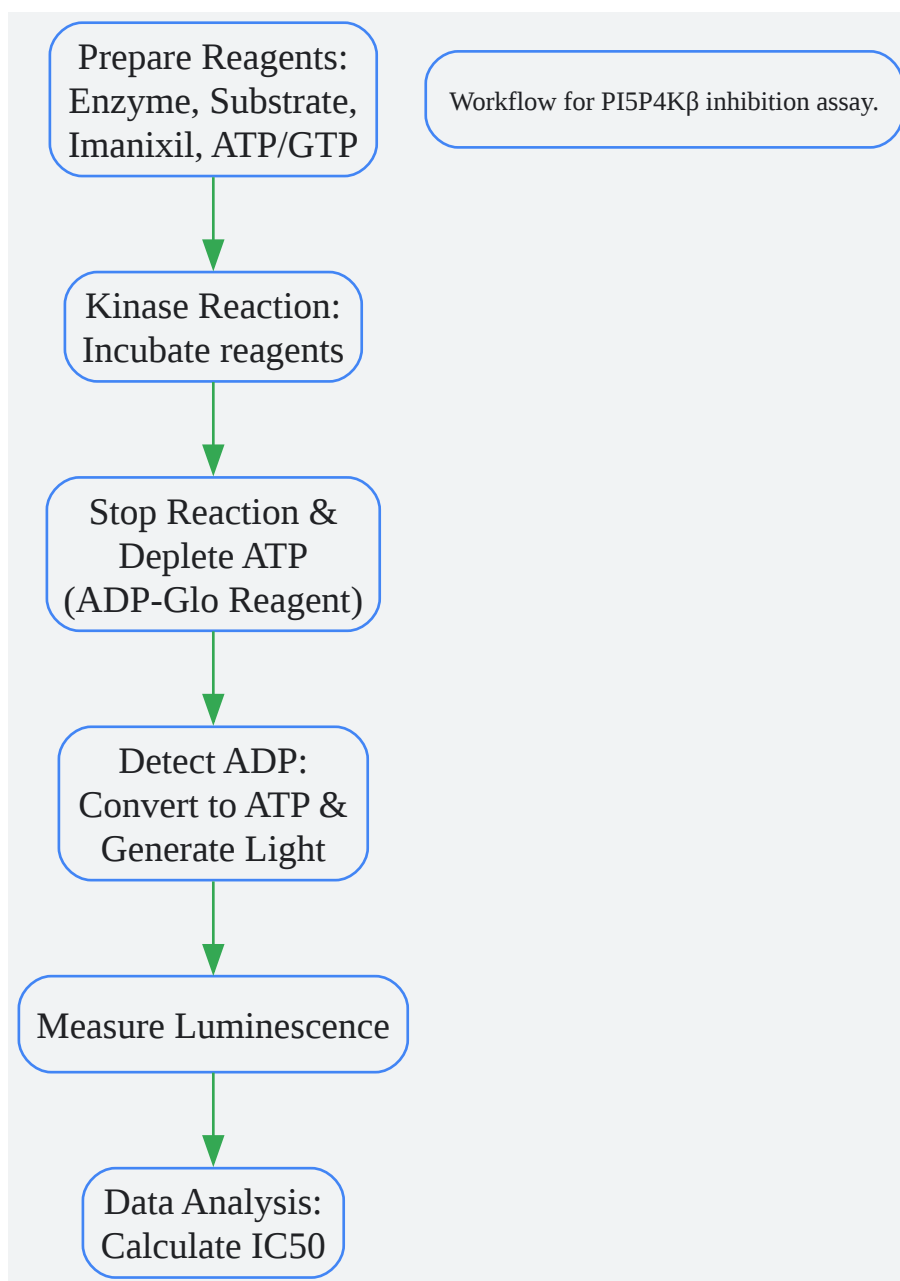 Prepare Reagents:
Enzyme, Substrate,
Imanixil, ATP/GTP
Workflow for PI5P4Kβ inhibition assay.
Kinase Reaction:
Incubate reagents
Stop Reaction &
Deplete ATP
(ADP-Glo Reagent)
Detect ADP:
Convert to ATP &
Generate Light
Measure Luminescence
Data Analysis:
Calculate IC50